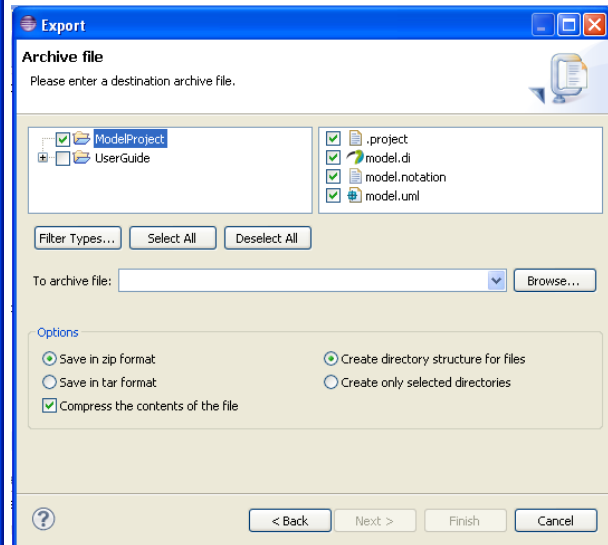 Export
Archive file
Please enter a destination archive file.
ModelProject
UserGuide
.project
model.di
model.notation
model.uml
Filter Types...
Select All
Deselect All
To archive file:
Browse...
Options
Save in zip format
Create directory structure for files
Save in tar format
Create only selected directories
Compress the contents of the file
?
< Back
Next >
Finish
Cancel